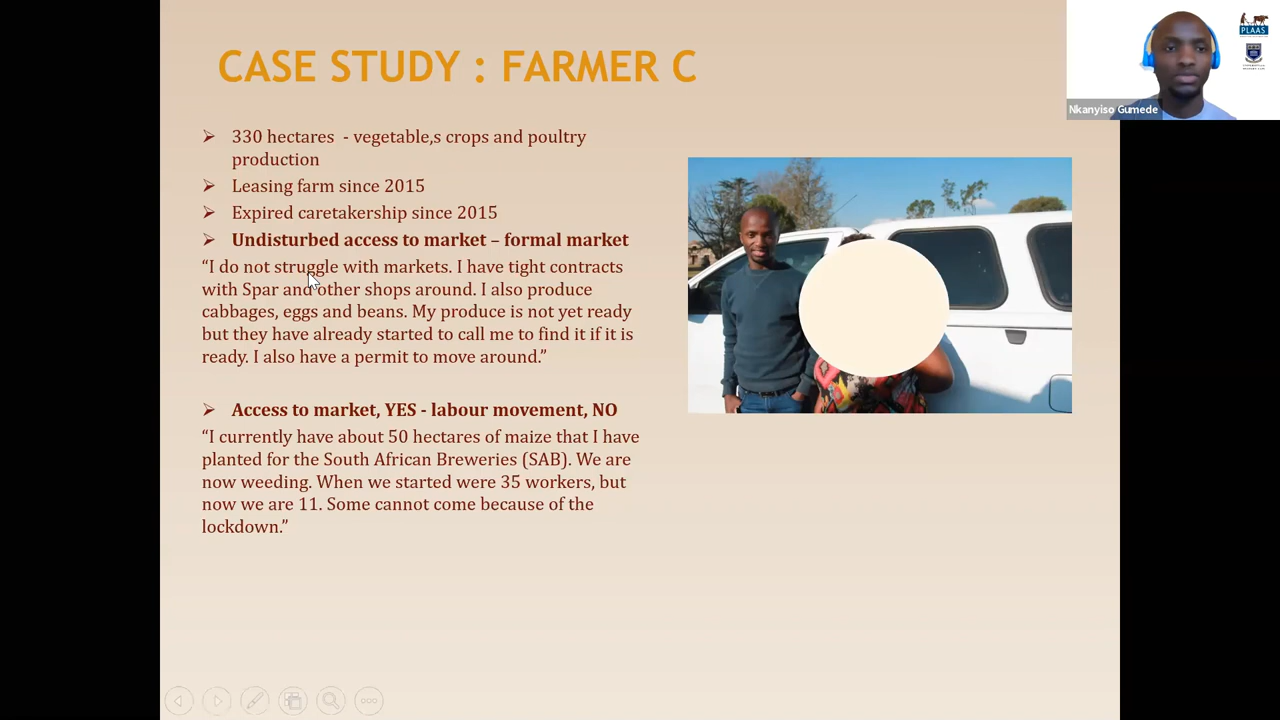 CASE STUDY : FARMER C
330 hectares - vegetable,s crops and poultry
production
Leasing farm since 2015
Expired caretakership since 2015
Undisturbed access to market – formal market
“I do not struggle with markets. I have tight contracts
with Spar and other shops around. I also produce
cabbages, eggs and beans. My produce is not yet ready
but they have already started to call me to find it if it is
ready. I also have a permit to move around.”
Access to market, YES - labour movement, NO
“I currently have about 50 hectares of maize that I have
planted for the South African Breweries (SAB). We are
now weeding. When we started were 35 workers, but
now we are 11. Some cannot come because of the
lockdown.”
Nkanyiso Gumede
PLAAS